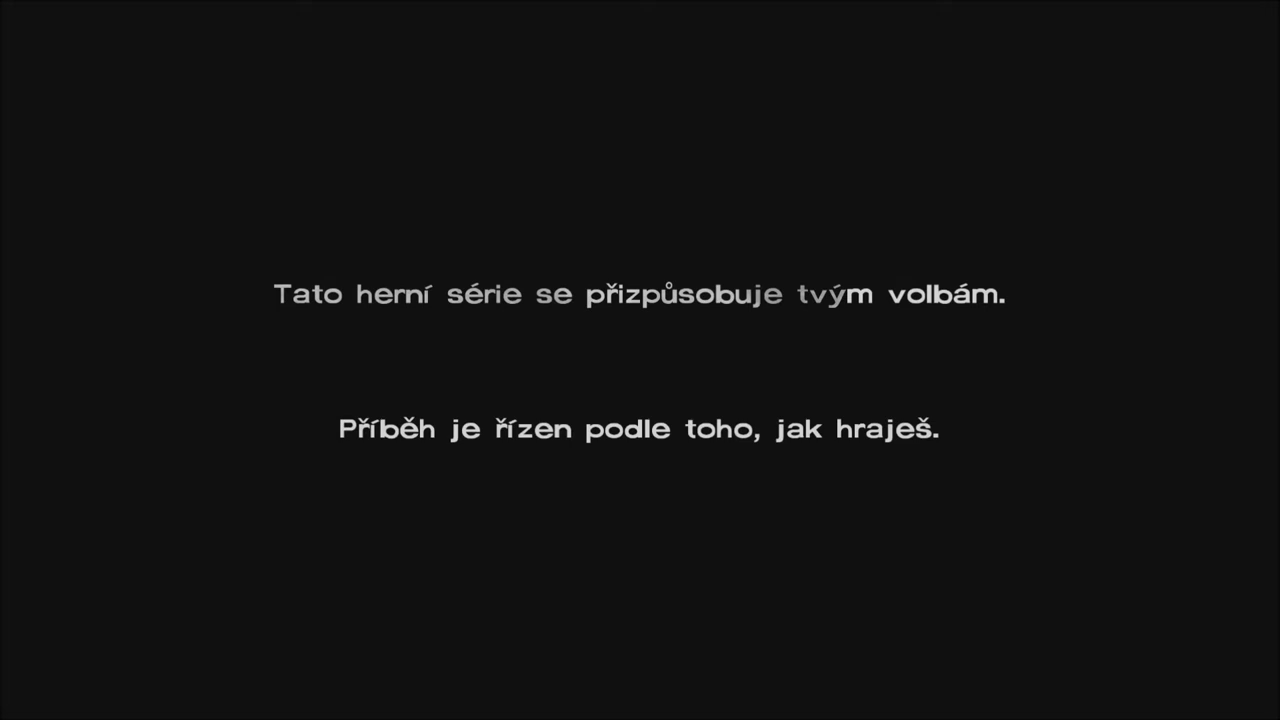 Tato herní série se přizpůsobuje tvým volbám.
Příběh je řízen podle toho, jak hraješ.